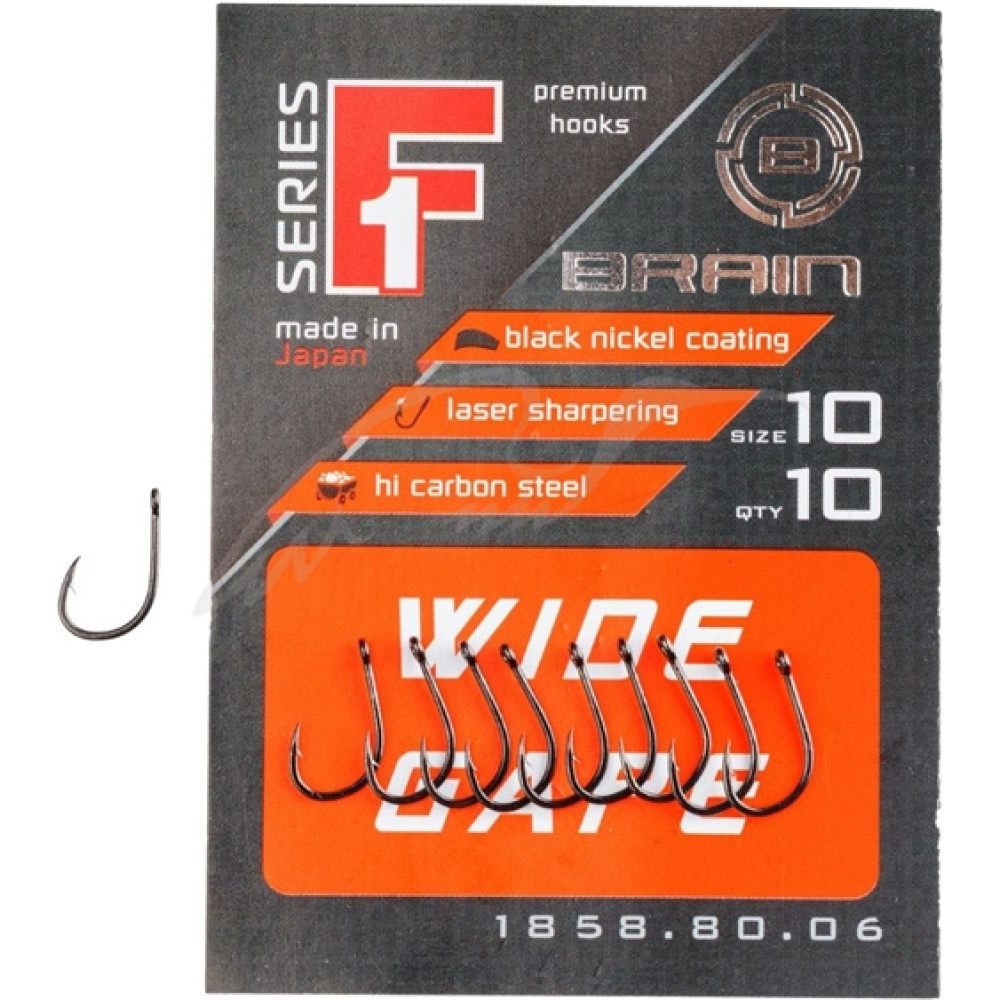 SERIES
F1
premium
hooks
B
BRAIN
made in
Japan
black nickel coating
laser sharpering
hi carbon steel
SIZE 10
QTY 10
WIDE
GAPE
1858.80.06